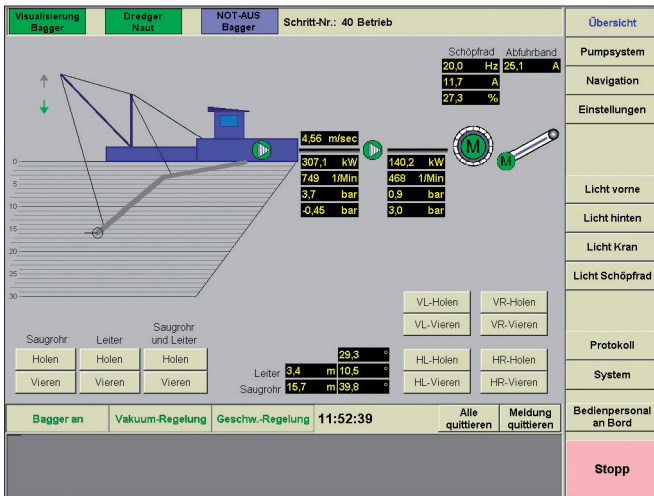 Visualisierung
Bagger
Dredger
Naut
NOT-AUS
Bagger
Schritt-Nr.: 40 Betrieb
Übersicht
Schöpfrad Abfuhrband
20,0 Hz 25,1 A
11,7 A
27,3 %
Pumpsystem
Navigation
Einstellungen
4,56 m/sec
307,1 kW 140,2 kW
749 1/Min 468 1/Min
3,7 bar 0,9 bar
-0,45 bar 3,0 bar
M
M
0
5
10
15
20
25
30
Licht vorne
Licht hinten
Licht Kran
Licht Schöpfrad
VL-Holen VR-Holen
VL-Vieren VR-Vieren
Saugrohr Leiter Saugrohr
und Leiter
Holen Holen Holen
Vieren Vieren Vieren
29,3 °
Leiter 3,4 m 10,5 °
Saugrohr 15,7 m 39,8 °
HL-Holen HR-Holen
HL-Vieren HR-Vieren
Protokoll
System
Bagger an Vakuum-Regelung Geschw.-Regelung 11:52:39
Alle
quittieren
Meldung
quittieren
Bedienpersonal
an Bord
Stopp